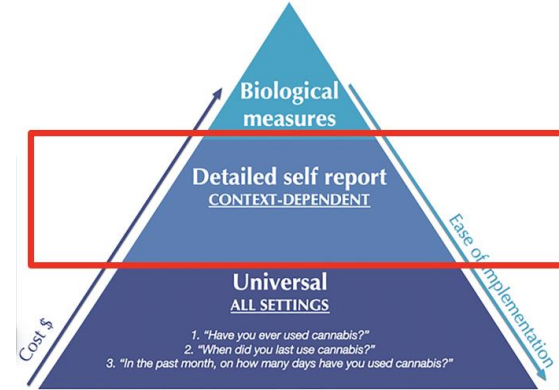 Biological
measures
Detailed self report
CONTEXT-DEPENDENT
Universal
ALL SETTINGS
1. "Have you ever used cannabis?"
2. "When did you last use cannabis?"
3. "In the past month, on how many days have you used cannabis?"
Cost $
Ease of Implementation